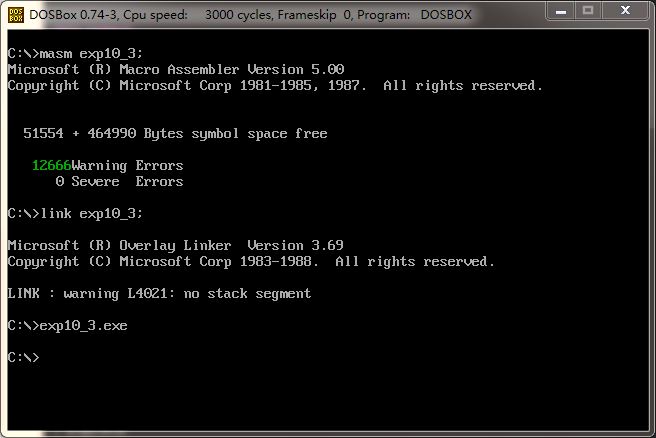 DOS
BOX
DOSBox 0.74-3, Cpu speed: 3000 cycles, Frameskip 0, Program: DOSBOX
C:\>masm exp10_3;
Microsoft (R) Macro Assembler Version 5.00
Copyright (C) Microsoft Corp 1981-1985, 1987. All rights reserved.
51554 + 464990 Bytes symbol space free
12666Warning Errors
0 Severe Errors
C:\>link exp10_3;
Microsoft (R) Overlay Linker Version 3.69
Copyright (C) Microsoft Corp 1983-1988. All rights reserved.
LINK : warning L4021: no stack segment
C:\>exp10_3.exe
C:\>